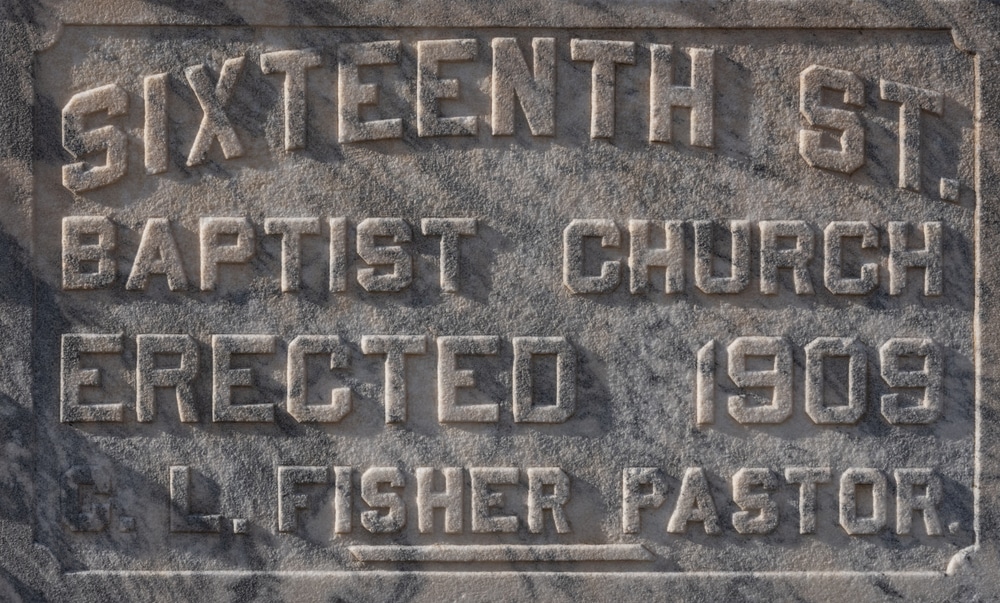 SIXTEENTH ST.
BAPTIST CHURCH
ERECTED 1909
C. L. FISHER PASTOR.